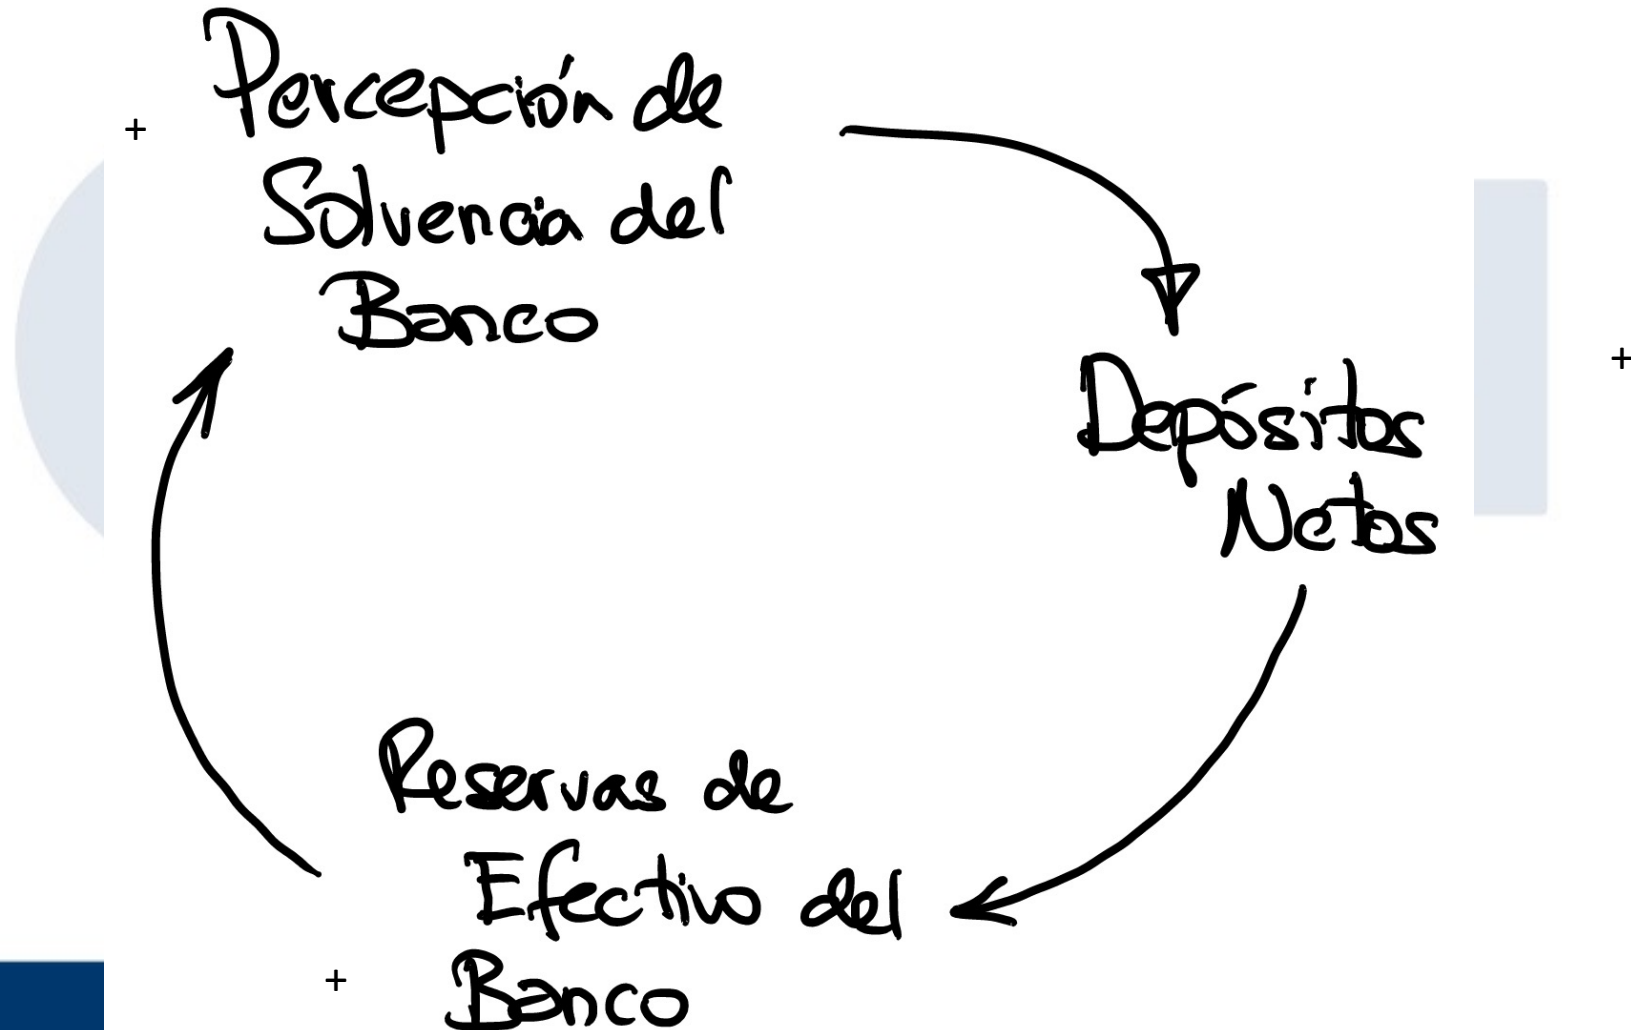 Percepción de
+
Solvencia del
Banco
+
Depósitos
Netos
Reservas de
Efectivo del
+
Banco